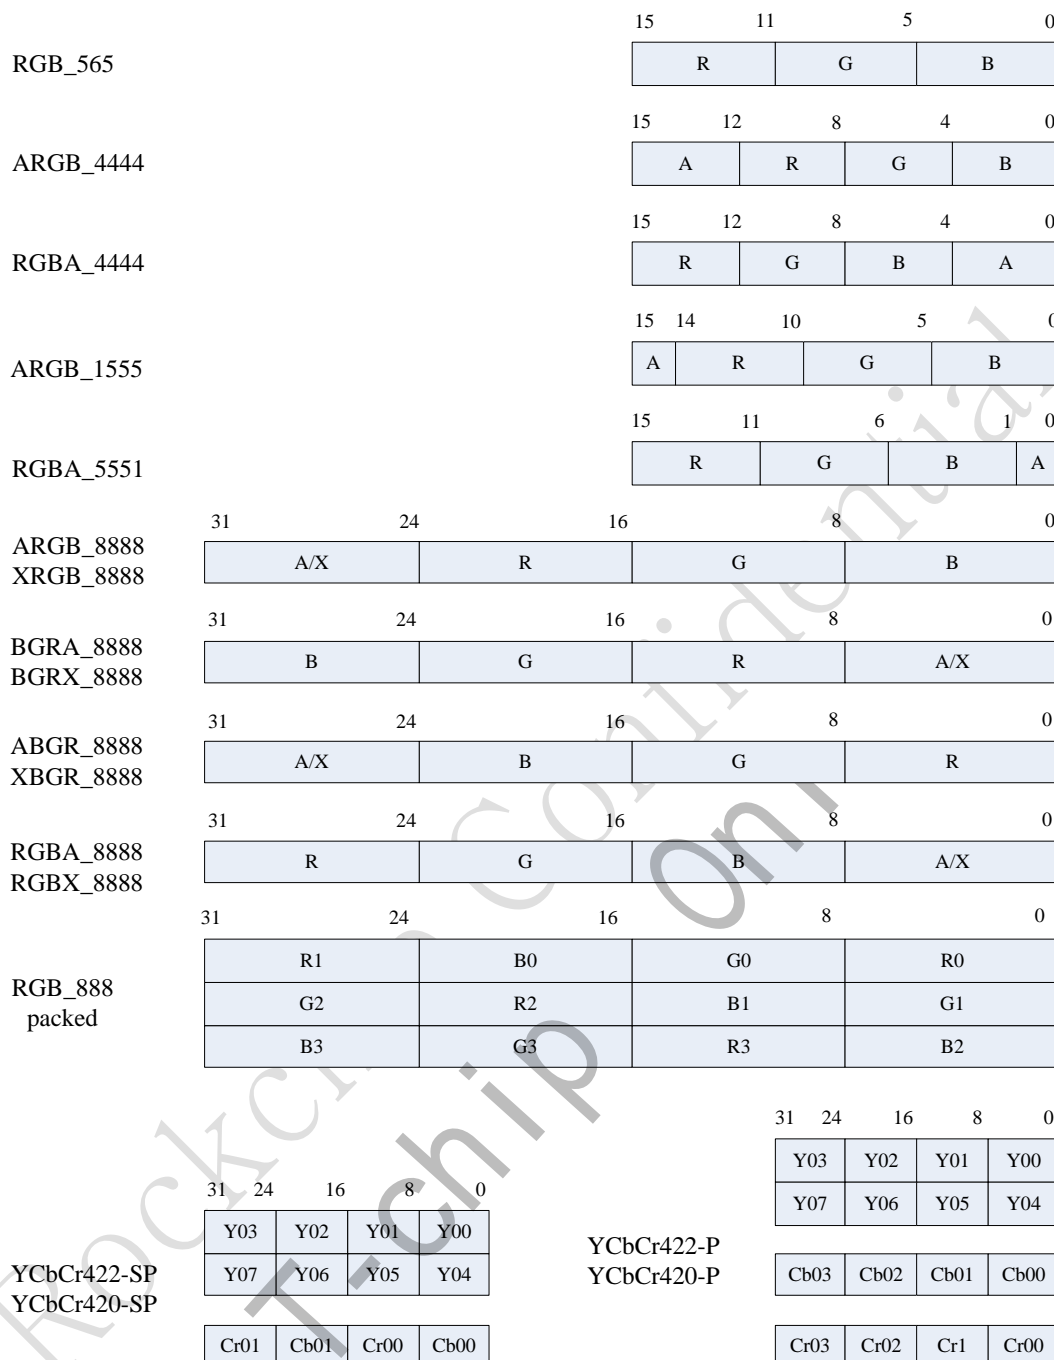 15 11 5 0
RGB_565 R G B
15 12 8 4 0
ARGB_4444 A R G B
15 12 8 4 0
RGBA_4444 R G B A
15 14 10 5 0
ARGB_1555 A R G B
15 11 6 1 0
RGBA_5551 R G B A
31 24 16 8 0
ARGB_8888
XRGB_8888
A/X R G B
31 24 16 8 0
BGRA_8888
BGRX_8888
B G R A/X
31 24 16 8 0
ABGR_8888
XBGR_8888
A/X B G R
31 24 16 8 0
RGBA_8888
RGBX_8888
R G B A/X
31 24 16 8 0
RGB_888
packed
R1 B0 G0 R0
G2 R2 B1 G1
B3 G3 R3 B2
31 24 16 8 0
YCbCr422-SP
YCbCr420-SP
Y03 Y02 Y01 Y00
Y07 Y06 Y05 Y04
Cr01 Cb01 Cr00 Cb00
31 24 16 8 0
YCbCr422-P
YCbCr420-P
Y03 Y02 Y01 Y00
Y07 Y06 Y05 Y04
Cb03 Cb02 Cb01 Cb00
Cr03 Cr02 Cr1 Cr00
Rockchip Confidential
T-chip